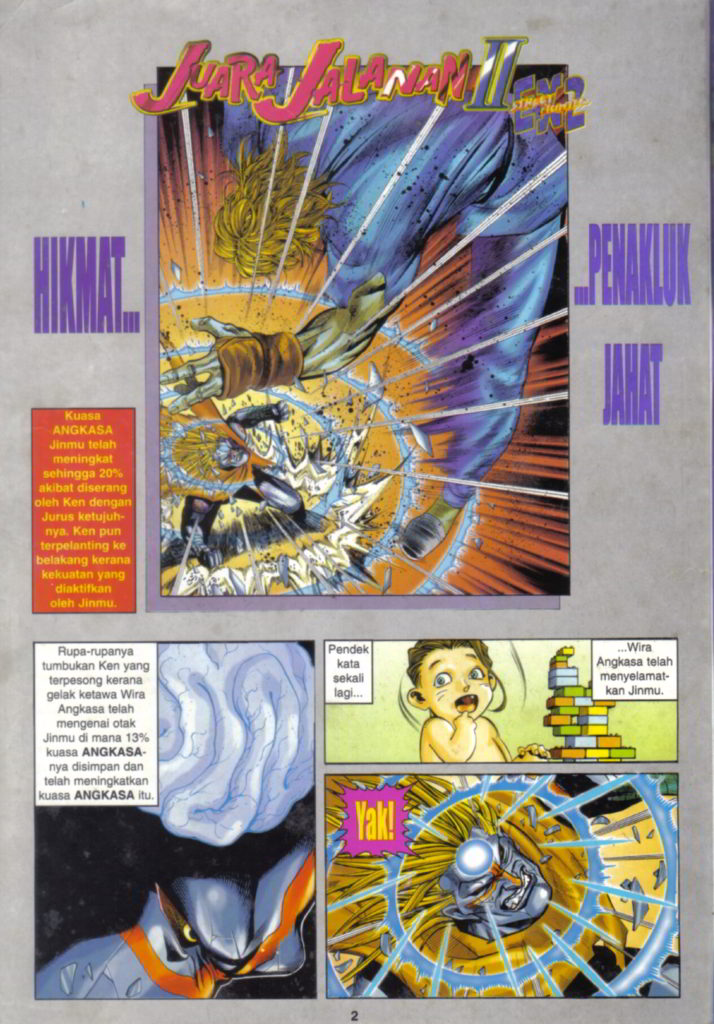 JUARA JALANAN II
STREET FIGHTER
EX2
HIKMAT...
...PENAKLUK
JAHAT
Kuasa
ANGKASA
Jinmu telah
meningkat
sehingga 20%
akibat diserang
oleh Ken dengan
Jurus ketujuh-
nya. Ken pun
terpelanting ke
belakang kerana
kekuatan yang
diaktifkan
oleh Jinmu.
Rupa-rupanya
tumbukan Ken yang
terpesong kerana
gelak ketawa Wira
Angkasa telah
mengenai otak
Jinmu di mana 13%
kuasa ANGKASA-
nya disimpan dan
telah meningkatkan
kuasa ANGKASA itu.
Pendek
kata
sekali
lagi...
...Wira
Angkasa telah
menyelamat-
kan Jinmu.
Yak!
2